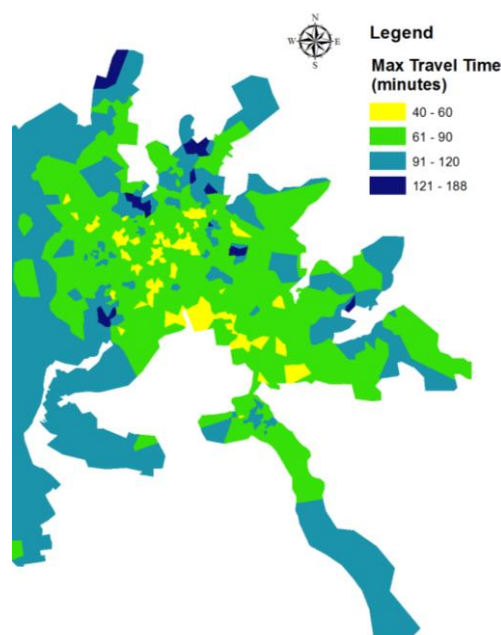 N
W E
S
Legend
Max Travel Time
(minutes)
40 - 60
61 - 90
91 - 120
121 - 188